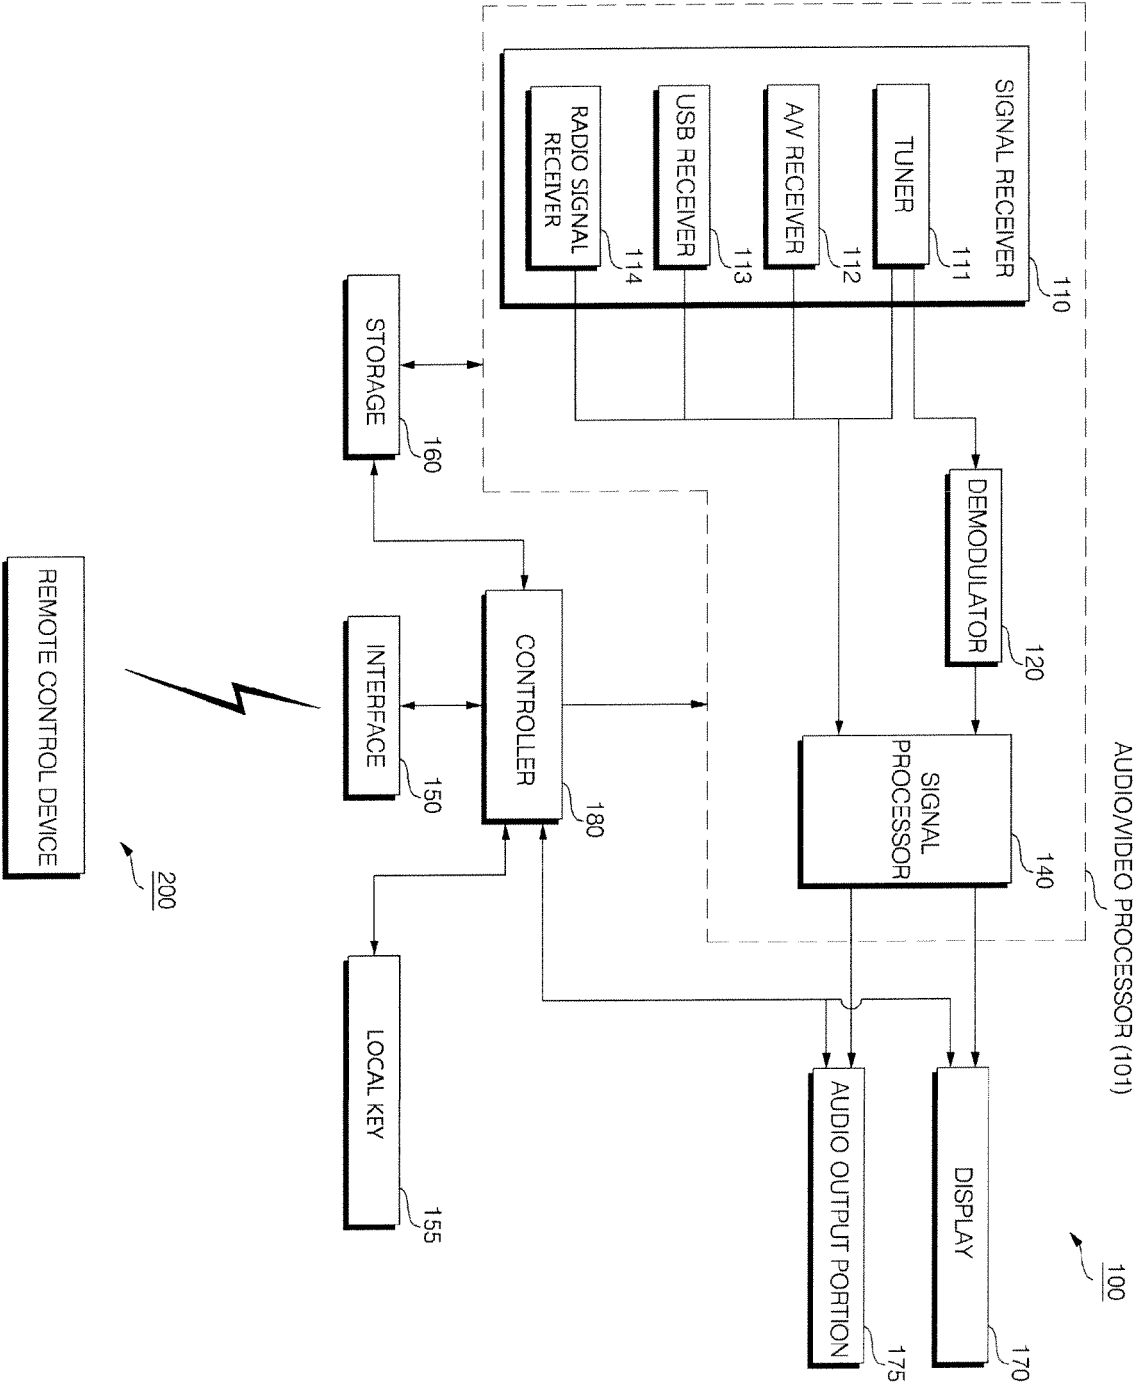 AUDIO/VIDEO PROCESSOR (101)
100
SIGNAL RECEIVER
110
TUNER
111
A/V RECEIVER
112
USB RECEIVER
113
RADIO SIGNAL
RECEIVER
114
DEMODULATOR
120
SIGNAL
PROCESSOR
140
DISPLAY
170
AUDIO OUTPUT PORTION
175
STORAGE
160
CONTROLLER
180
INTERFACE
150
LOCAL KEY
155
REMOTE CONTROL DEVICE
200